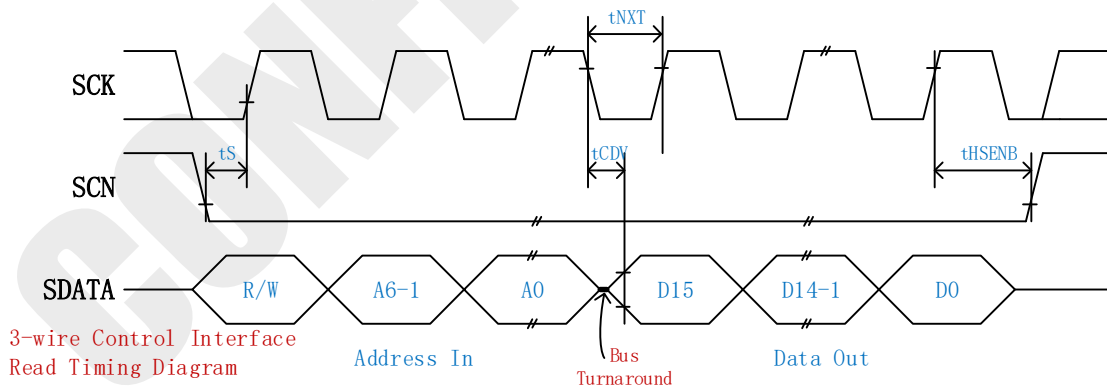 tNXT
SCK
tS
tCDV
tHSENB
SCN
SDATA
R/W
A6-1
A0
D15
D14-1
D0
3-wire Control Interface
Read Timing Diagram
Address In
Bus
Turnaround
Data Out